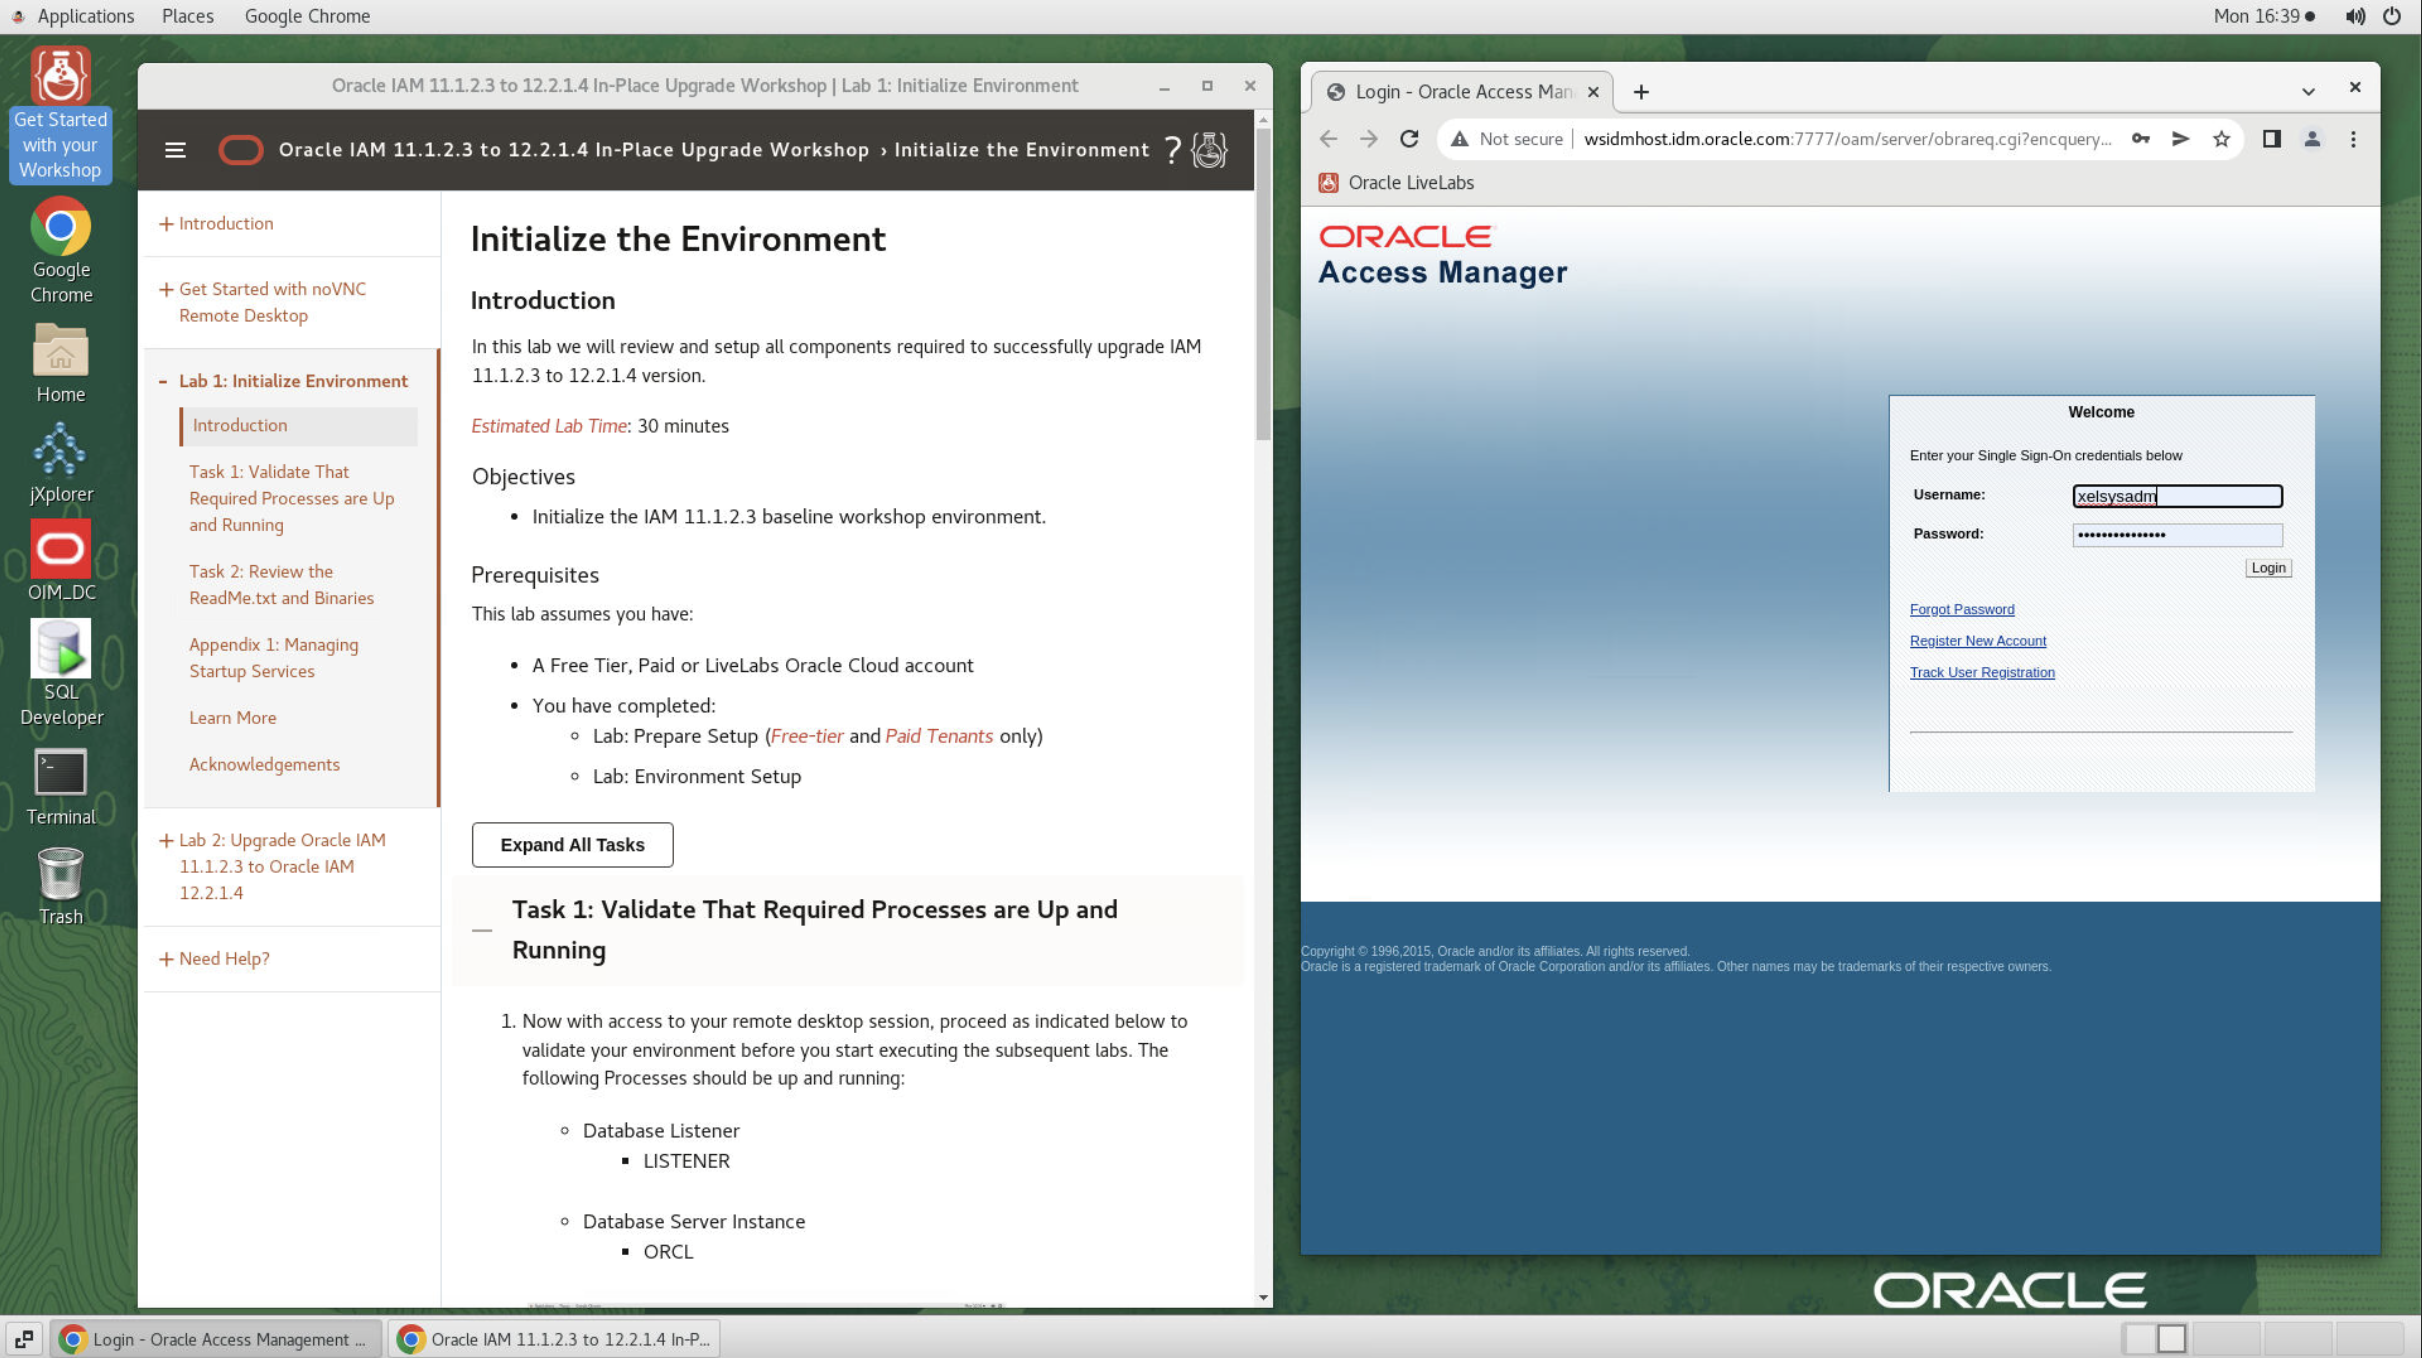 Applications Places Google Chrome
Mon 16:39
Get Started
with your
Workshop
Google
Chrome
Home
jXplorer
OIM_DC
SQL
Developer
Terminal
Trash
Oracle IAM 11.1.2.3 to 12.2.1.4 In-Place Upgrade Workshop | Lab 1: Initialize Environment
Oracle IAM 11.1.2.3 to 12.2.1.4 In-Place Upgrade Workshop › Initialize the Environment ?
+ Introduction
+ Get Started with noVNC
Remote Desktop
- Lab 1: Initialize Environment
Introduction
Task 1: Validate That
Required Processes are Up
and Running
Task 2: Review the
ReadMe.txt and Binaries
Appendix 1: Managing
Startup Services
Learn More
Acknowledgements
+ Lab 2: Upgrade Oracle IAM
11.1.2.3 to Oracle IAM
12.2.1.4
+ Need Help?
Initialize the Environment
Introduction
In this lab we will review and setup all components required to successfully upgrade IAM
11.1.2.3 to 12.2.1.4 version.
Estimated Lab Time: 30 minutes
Objectives
• Initialize the IAM 11.1.2.3 baseline workshop environment.
Prerequisites
This lab assumes you have:
• A Free Tier, Paid or LiveLabs Oracle Cloud account
• You have completed:
◦ Lab: Prepare Setup (Free-tier and Paid Tenants only)
◦ Lab: Environment Setup
Expand All Tasks
Task 1: Validate That Required Processes are Up and
Running
1. Now with access to your remote desktop session, proceed as indicated below to
validate your environment before you start executing the subsequent labs. The
following Processes should be up and running:
◦ Database Listener
▪ LISTENER
◦ Database Server Instance
▪ ORCL
Login - Oracle Access Man
Not secure | wsidmhost.idm.oracle.com:7777/oam/server/obrareq.cgi?encquery...
Oracle LiveLabs
ORACLE
Access Manager
Welcome
Enter your Single Sign-On credentials below
Username: xelsysadm
Password: •••••••••••••••
Login
Forgot Password
Register New Account
Track User Registration
Copyright © 1996,2015, Oracle and/or its affiliates. All rights reserved.
Oracle is a registered trademark of Oracle Corporation and/or its affiliates. Other names may be trademarks of their respective owners.
ORACLE
Login - Oracle Access Management ...
Oracle IAM 11.1.2.3 to 12.2.1.4 In-P...